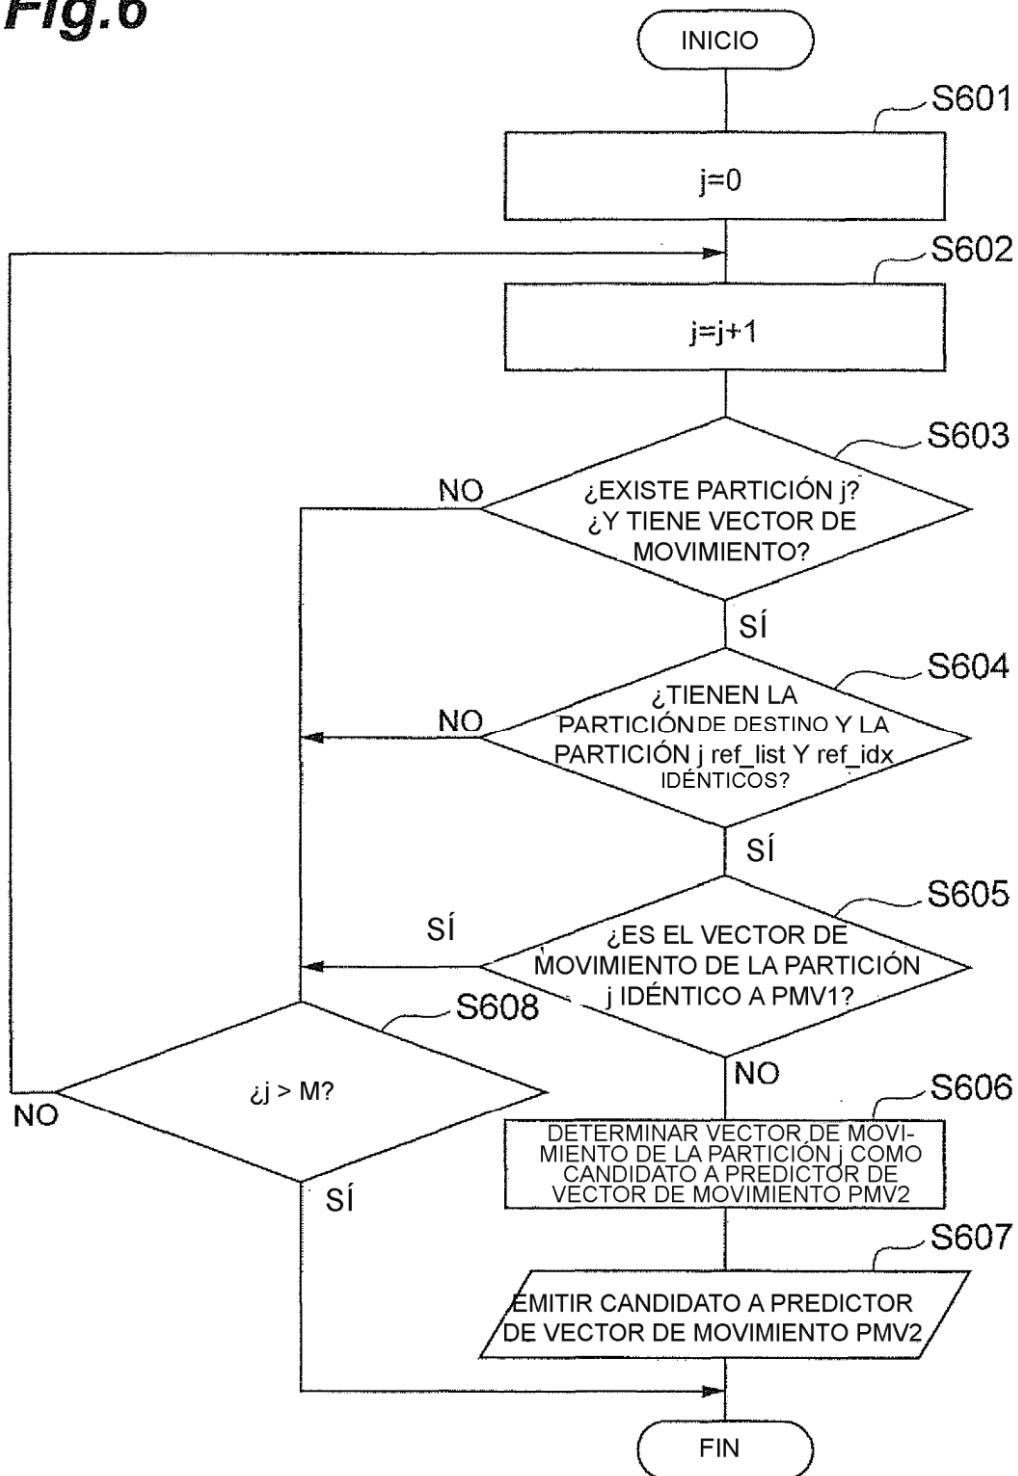 Fig.6
INICIO
S601
j=0
S602
j=j+1
S603
NO
¿EXISTE PARTICIÓN j?
¿Y TIENE VECTOR DE
MOVIMIENTO?
SÍ
S604
NO
¿TIENEN LA
PARTICIÓN DE DESTINO Y LA
PARTICIÓN j ref_list Y ref_idx
IDÉNTICOS?
SÍ
S605
SÍ
¿ES EL VECTOR DE
MOVIMIENTO DE LA PARTICIÓN
j IDÉNTICO A PMV1?
S608
¿j > M?
NO
SÍ
NO
S606
DETERMINAR VECTOR DE MOVI-
MIENTO DE LA PARTICIÓN j COMO
CANDIDATO A PREDICTOR DE
VECTOR DE MOVIMIENTO PMV2
S607
EMITIR CANDIDATO A PREDICTOR
DE VECTOR DE MOVIMIENTO PMV2
FIN